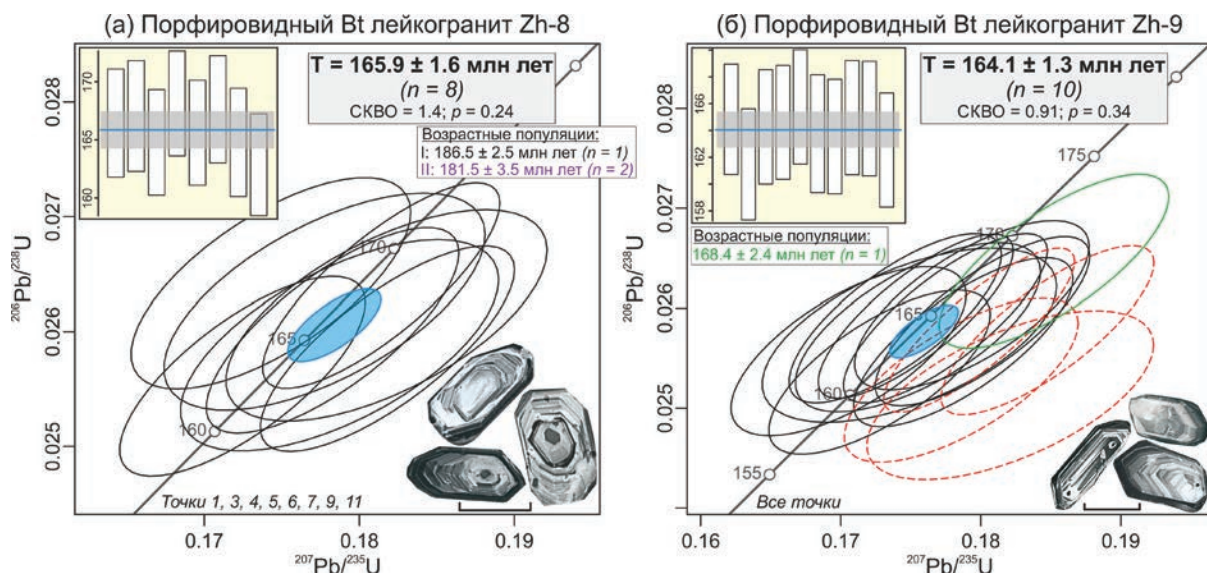 (а) Порфировидный Bt лейкогранит Zh-8
T = 165.9 ± 1.6 млн лет
(n = 8)
СКВО = 1.4; p = 0.24
Возрастные популяции:
I: 186.5 ± 2.5 млн лет (n = 1)
II: 181.5 ± 3.5 млн лет (n = 2)
170
165
160
0.028
0.027
0.026
0.025
²⁰⁶Pb/²³⁸U
170
165
160
Точки 1, 3, 4, 5, 6, 7, 9, 11
0.17
0.18
0.19
²⁰⁷Pb/²³⁵U
(б) Порфировидный Bt лейкогранит Zh-9
T = 164.1 ± 1.3 млн лет
(n = 10)
СКВО = 0.91; p = 0.34
166
162
158
Возрастные популяции:
168.4 ± 2.4 млн лет (n = 1)
0.028
0.027
0.026
0.025
²⁰⁶Pb/²³⁸U
175
170
165
160
155
Все точки
0.16
0.17
0.18
0.19
²⁰⁷Pb/²³⁵U